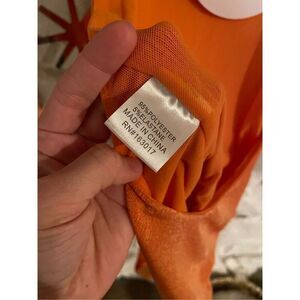 95%POLYESTER
5%ELASTANE
MADE IN CHINA
RN#163017